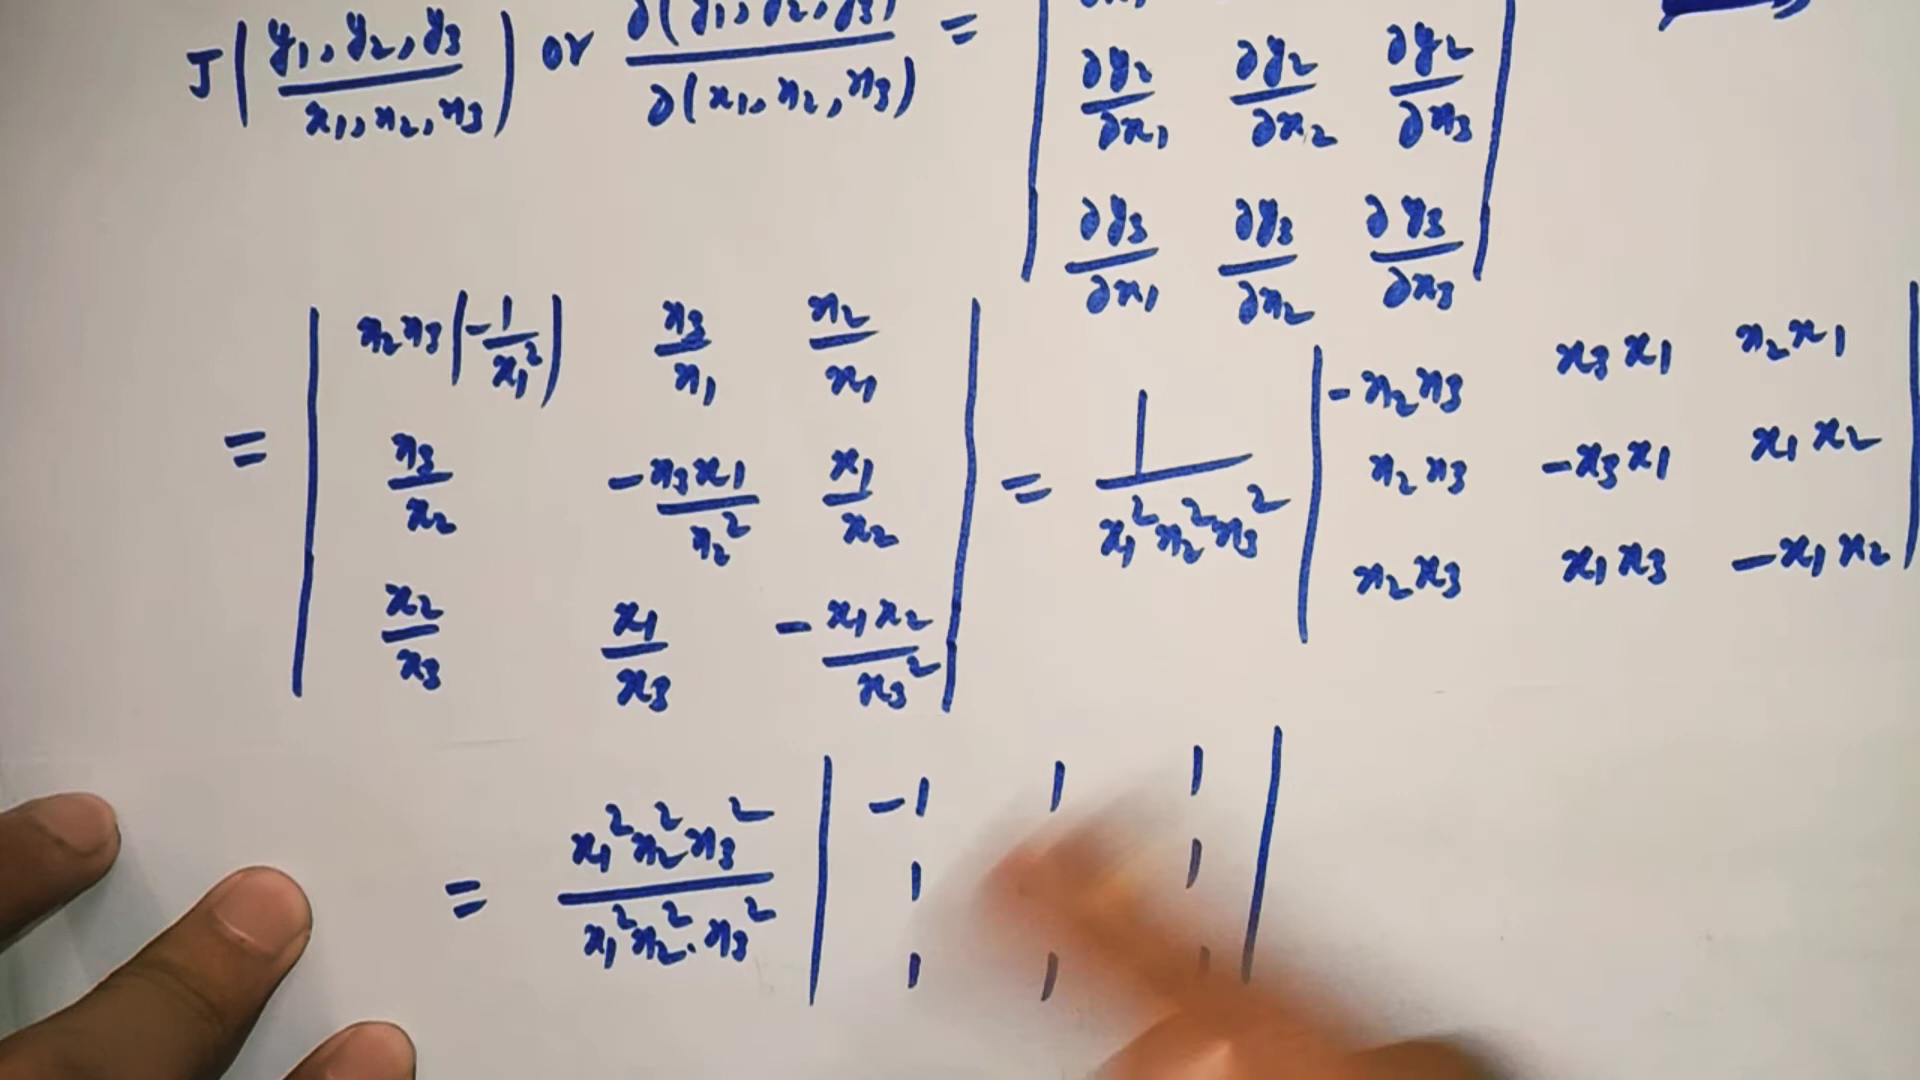 J(y₁, y₂, y₃ / x₁, x₂, x₃) or ∂(y₁, y₂, y₃) / ∂(x₁, x₂, x₃) =
| ∂y₂/∂x₁ ∂y₂/∂x₂ ∂y₂/∂x₃ |
| ∂y₃/∂x₁ ∂y₃/∂x₂ ∂y₃/∂x₃ |
= | x₂x₃(-1/x₁²) x₃/x₁ x₂/x₁ |
| x₃/x₂ -x₃x₁/x₂² x₁/x₂ |
| x₂/x₃ x₁/x₃ -x₁x₂/x₃² |
= 1/x₁²x₂²x₃² | -x₂x₃ x₃x₁ x₂x₁ |
| x₂x₃ -x₃x₁ x₁x₂ |
| x₂x₃ x₁x₃ -x₁x₂ |
= x₁²x₂²x₃² / x₁²x₂².x₃² | -1 1 1 |
| 1 1 |
| 1 1 1 |